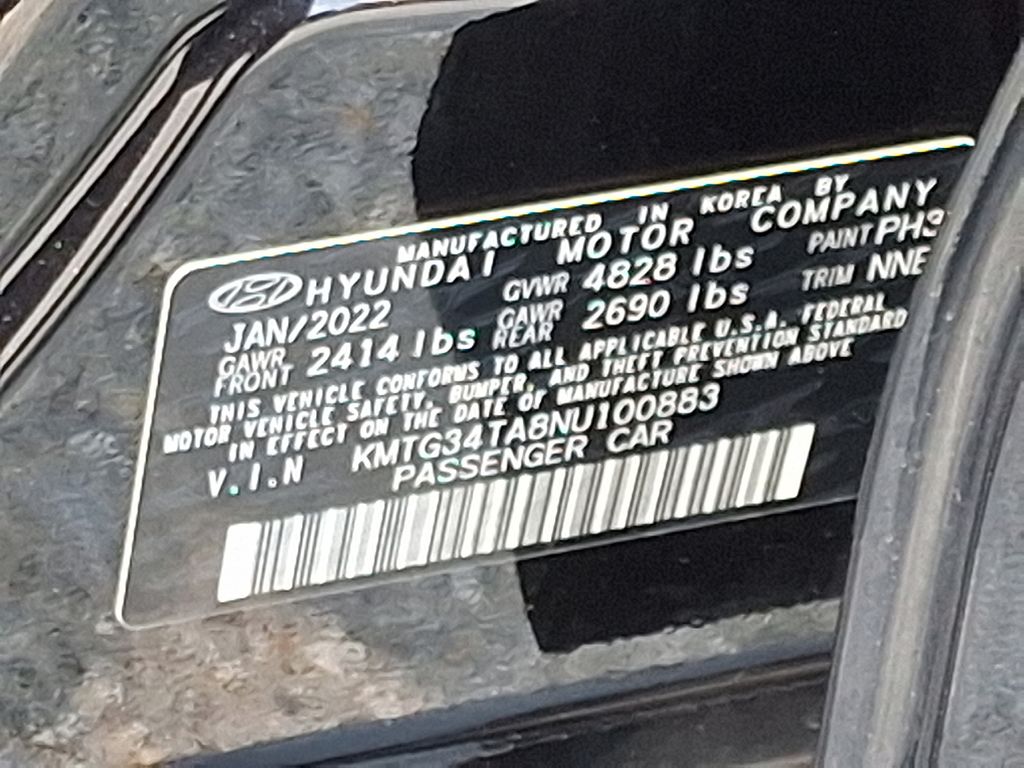 MANUFACTURED IN KOREA BY
HYUNDAI MOTOR COMPANY
JAN/2022 GVWR 4828 lbs PAINT PH3
GAWR FRONT 2414 lbs GAWR REAR 2690 lbs TRIM NNE
THIS VEHICLE CONFORMS TO ALL APPLICABLE U.S.A. FEDERAL
MOTOR VEHICLE SAFETY, BUMPER, AND THEFT PREVENTION STANDARD
IN EFFECT ON THE DATE OF MANUFACTURE SHOWN ABOVE
V.I.N KMTG34TA8NU100883
PASSENGER CAR